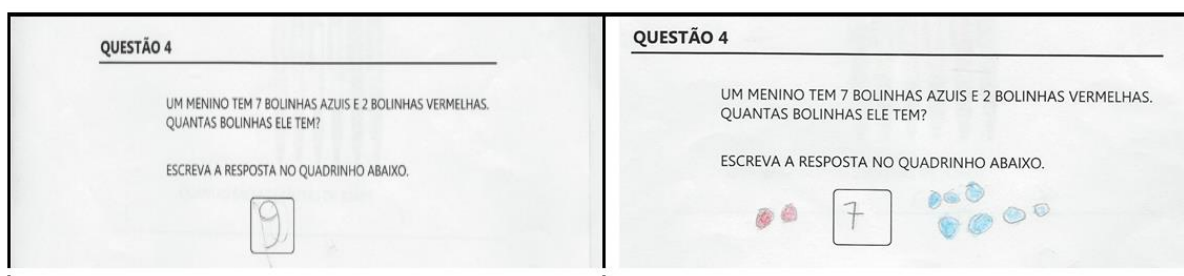 QUESTÃO 4
UM MENINO TEM 7 BOLINHAS AZUIS E 2 BOLINHAS VERMELHAS.
QUANTAS BOLINHAS ELE TEM?
ESCREVA A RESPOSTA NO QUADRINHO ABAIXO.
9
QUESTÃO 4
UM MENINO TEM 7 BOLINHAS AZUIS E 2 BOLINHAS VERMELHAS.
QUANTAS BOLINHAS ELE TEM?
ESCREVA A RESPOSTA NO QUADRINHO ABAIXO.
7